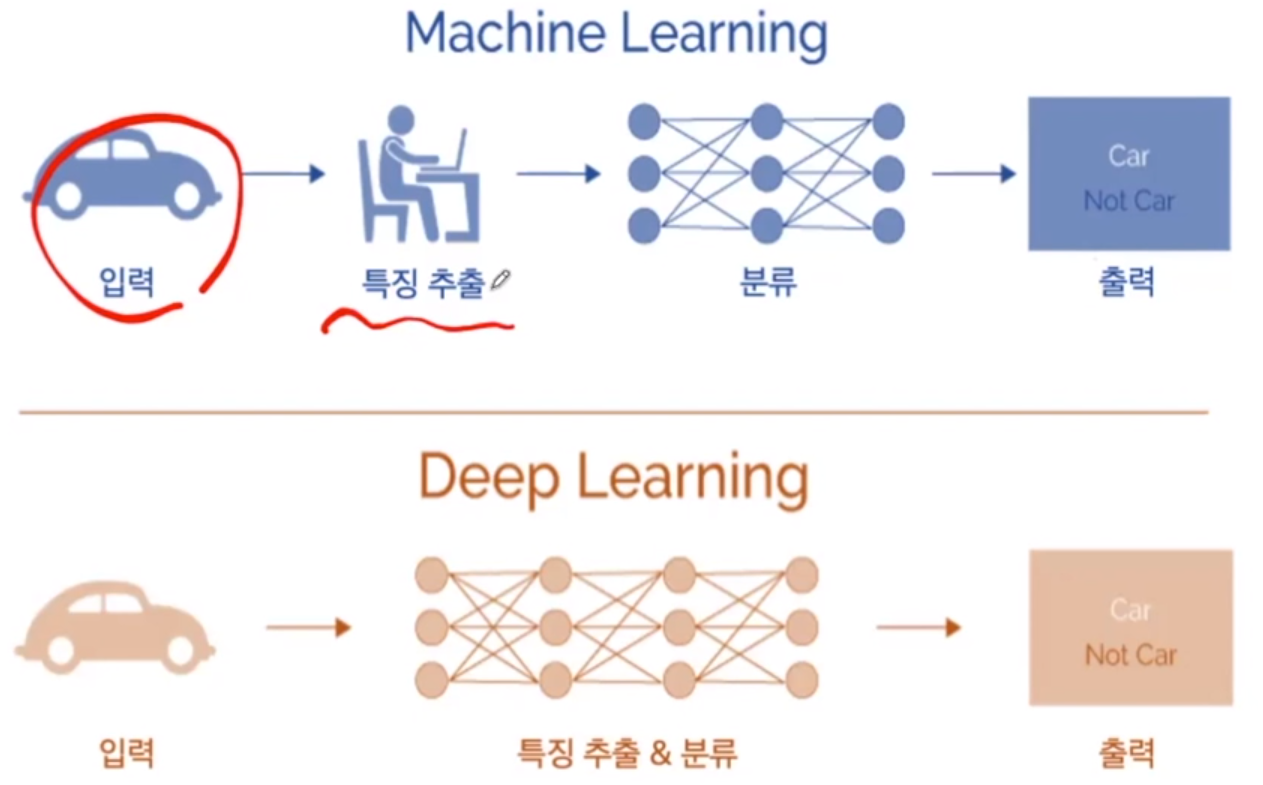 Machine Learning
Car
Not Car
입력
특징 추출
분류
출력
Deep Learning
Car
Not Car
입력
특징 추출 & 분류
출력